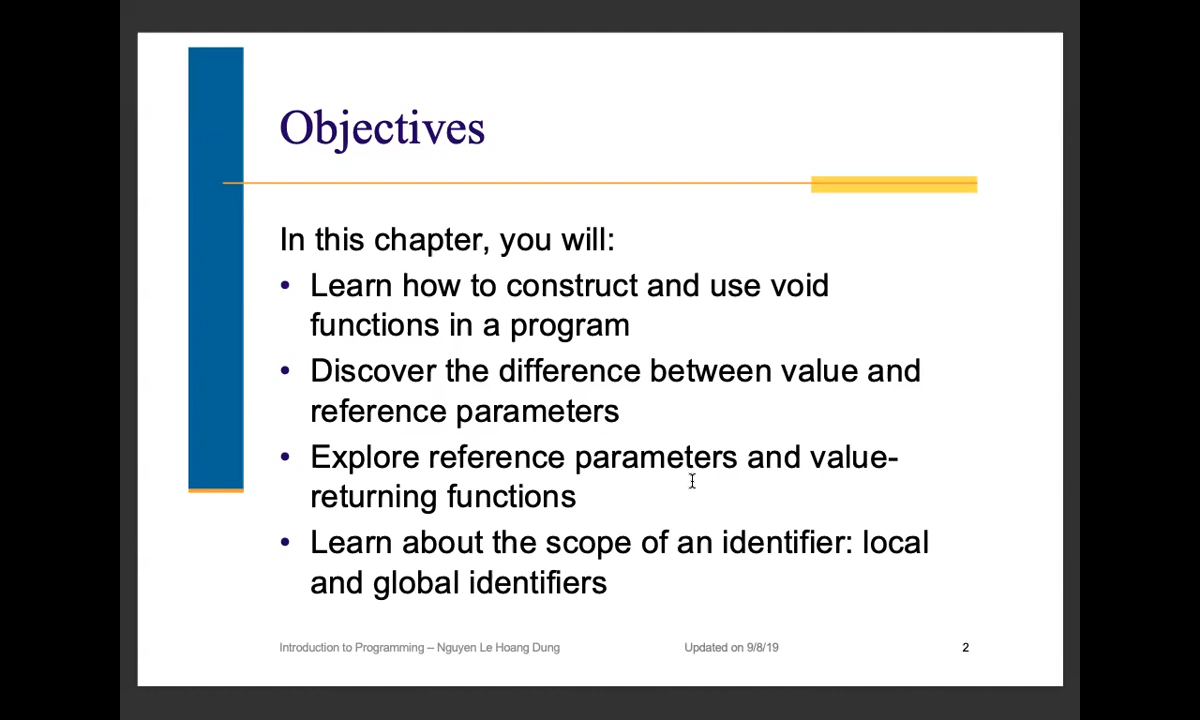 Objectives
In this chapter, you will:
• Learn how to construct and use void
functions in a program
• Discover the difference between value and
reference parameters
• Explore reference parameters and value-
returning functions
• Learn about the scope of an identifier: local
and global identifiers
Introduction to Programming – Nguyen Le Hoang Dung Updated on 9/8/19 2